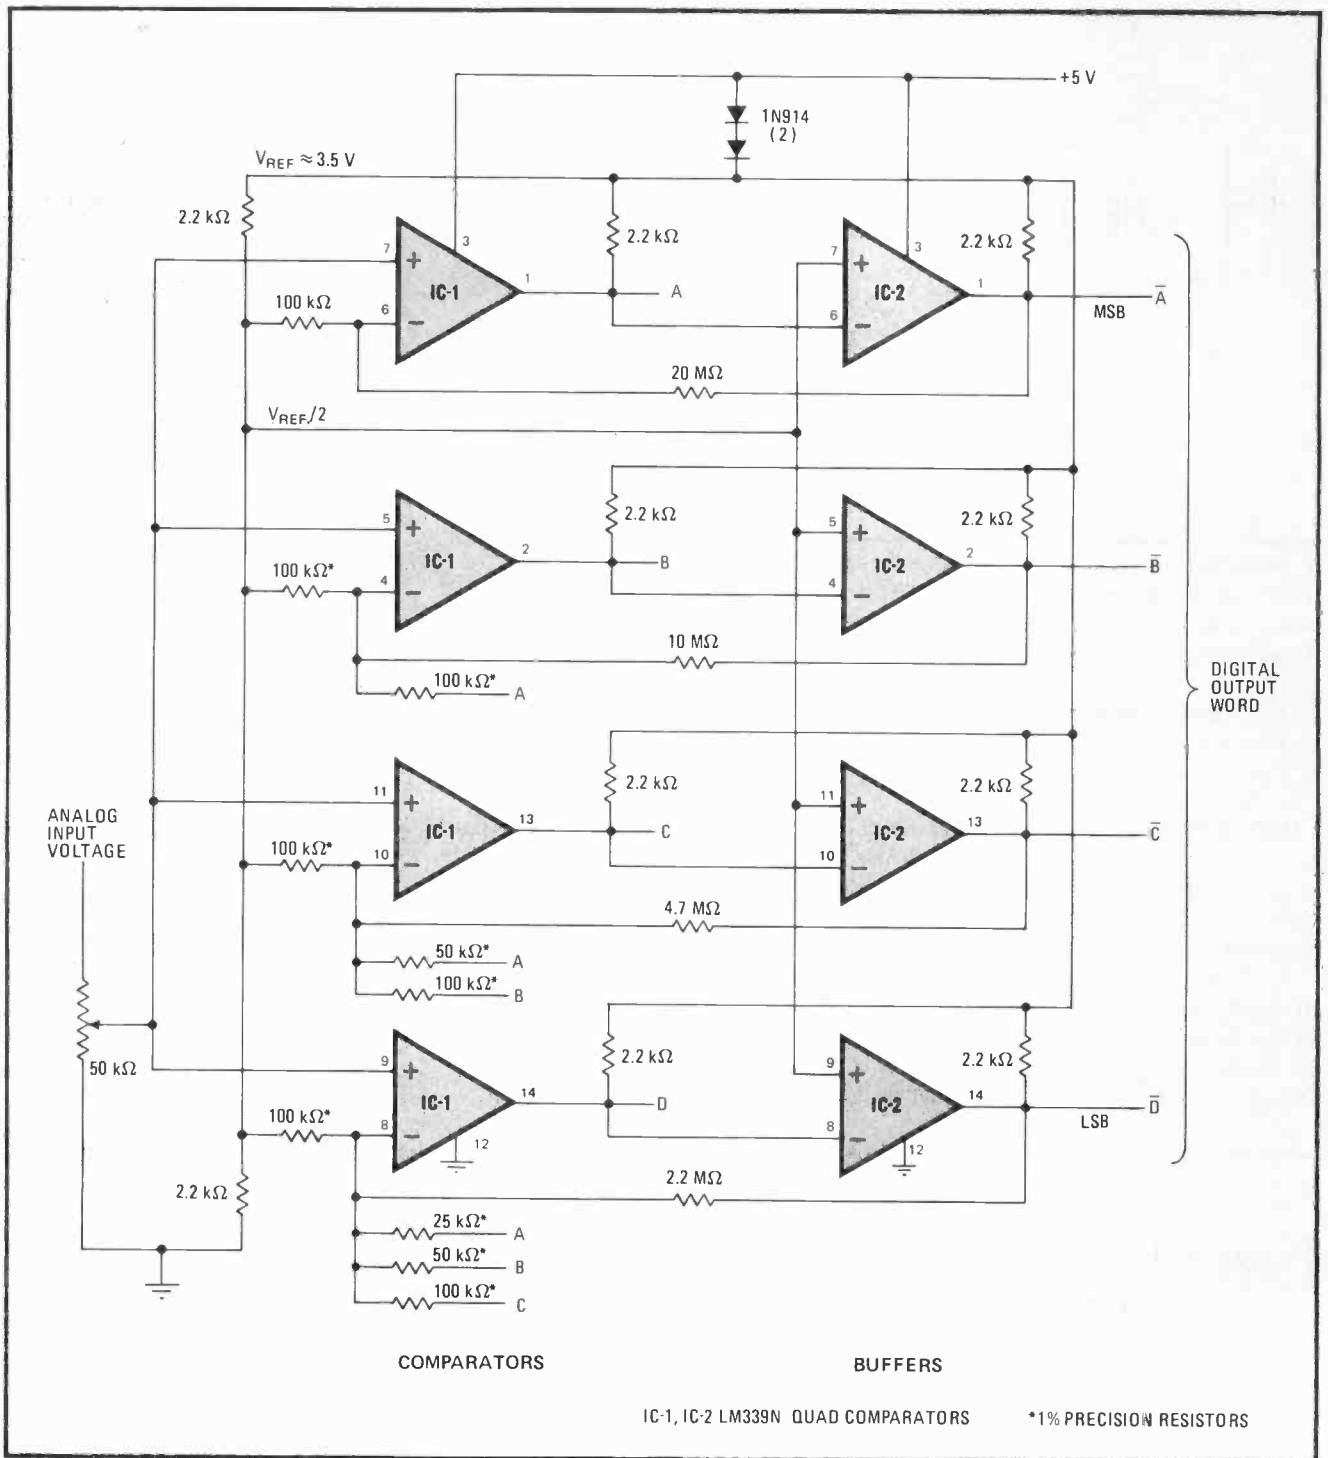 +5 V
1N914
(2)
VREF ≈ 3.5 V
2.2 kΩ
7
+
3
IC-1
1
2.2 kΩ
A
100 kΩ
6
−
7
+
3
IC-2
1
2.2 kΩ
6
−
MSB
A̅
20 MΩ
VREF/2
5
+
IC-1
2
2.2 kΩ
B
100 kΩ*
4
−
5
+
IC-2
2
2.2 kΩ
4
−
B̅
10 MΩ
100 kΩ*
A
DIGITAL
OUTPUT
WORD
11
+
IC-1
13
2.2 kΩ
C
100 kΩ*
10
−
11
+
IC-2
13
2.2 kΩ
10
−
C̅
4.7 MΩ
50 kΩ*
A
100 kΩ*
B
ANALOG
INPUT
VOLTAGE
50 kΩ
9
+
IC-1
14
2.2 kΩ
D
100 kΩ*
8
−
12
9
+
IC-2
14
2.2 kΩ
8
−
12
LSB
D̅
2.2 MΩ
2.2 kΩ
25 kΩ*
A
50 kΩ*
B
100 kΩ*
C
COMPARATORS
BUFFERS
IC-1, IC-2 LM339N QUAD COMPARATORS
*1% PRECISION RESISTORS